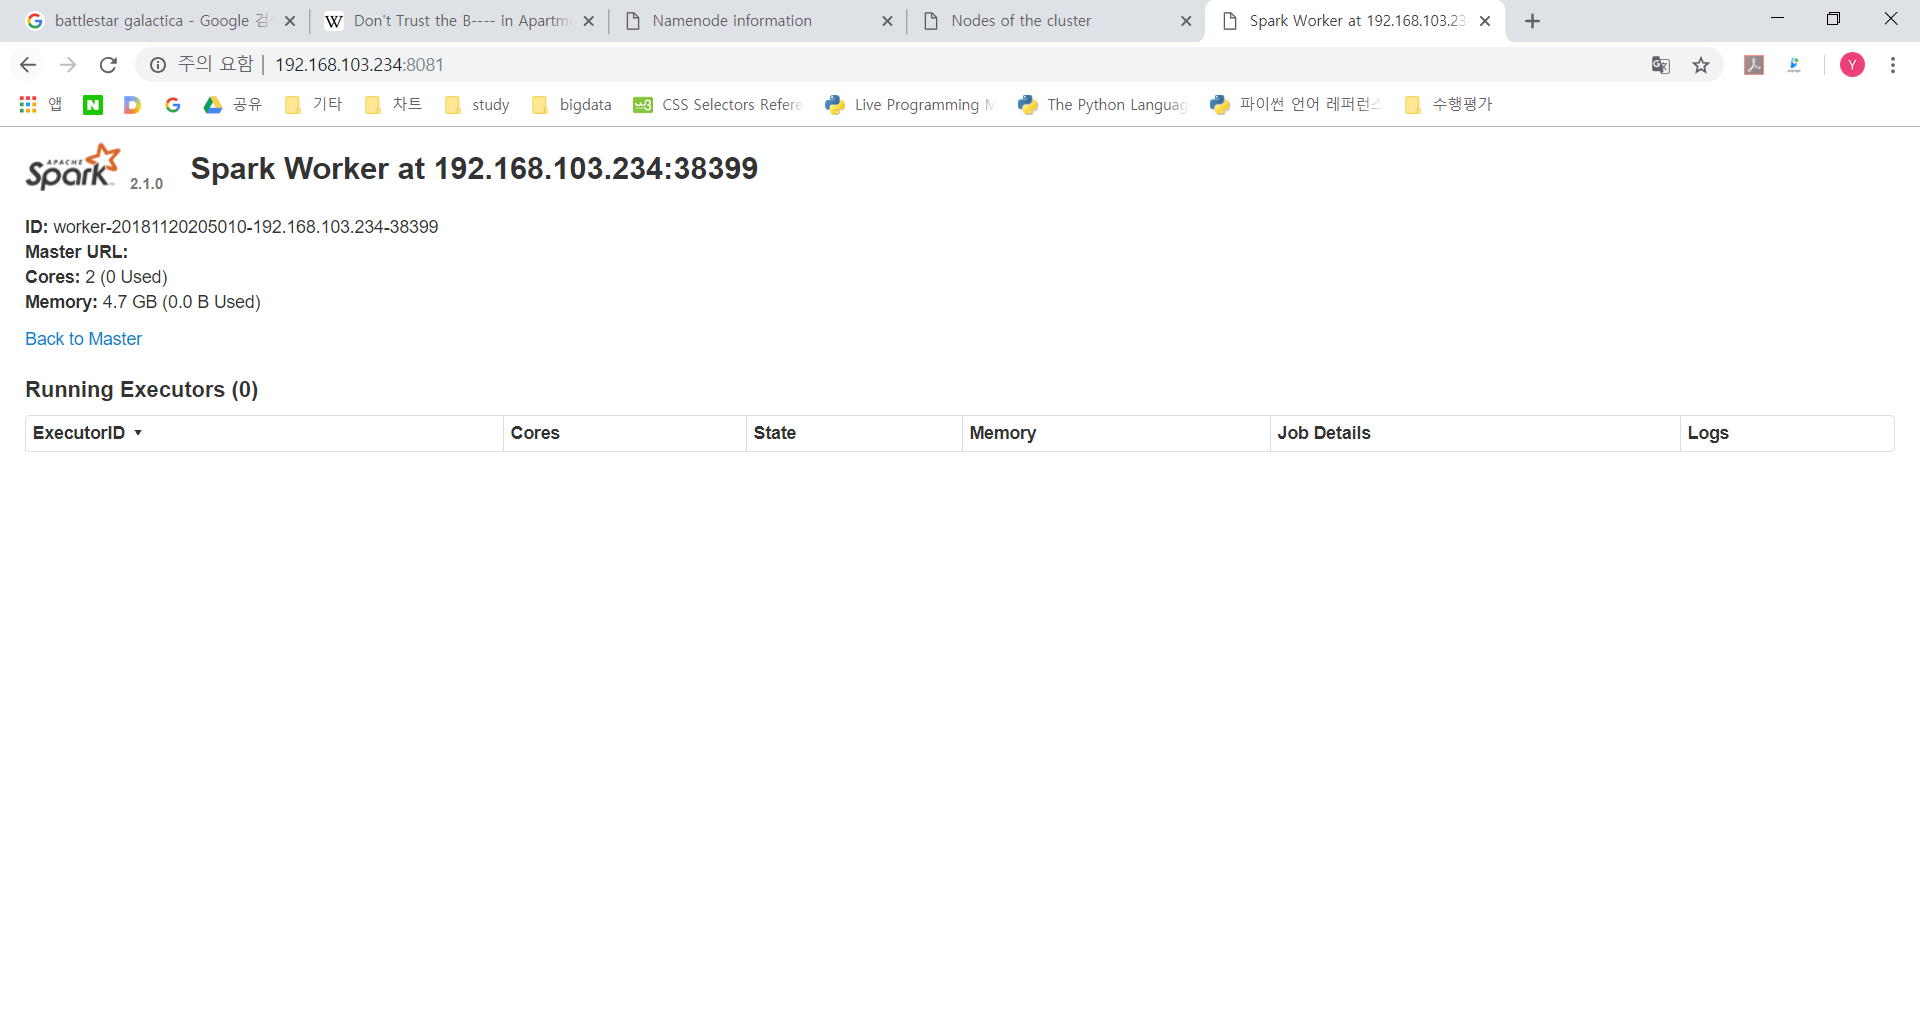 battlestar galactica - Google 검
Don't Trust the B---- in Apartm
Namenode information
Nodes of the cluster
Spark Worker at 192.168.103.23
주의 요함 | 192.168.103.234:8081
앱
공유
기타
차트
study
bigdata
CSS Selectors Refere
Live Programming M
The Python Languag
파이썬 언어 레퍼런스
수행평가
Y
APACHE Spark 2.1.0
Spark Worker at 192.168.103.234:38399
ID: worker-20181120205010-192.168.103.234-38399
Master URL:
Cores: 2 (0 Used)
Memory: 4.7 GB (0.0 B Used)
Back to Master
Running Executors (0)
ExecutorID Cores State Memory Job Details Logs